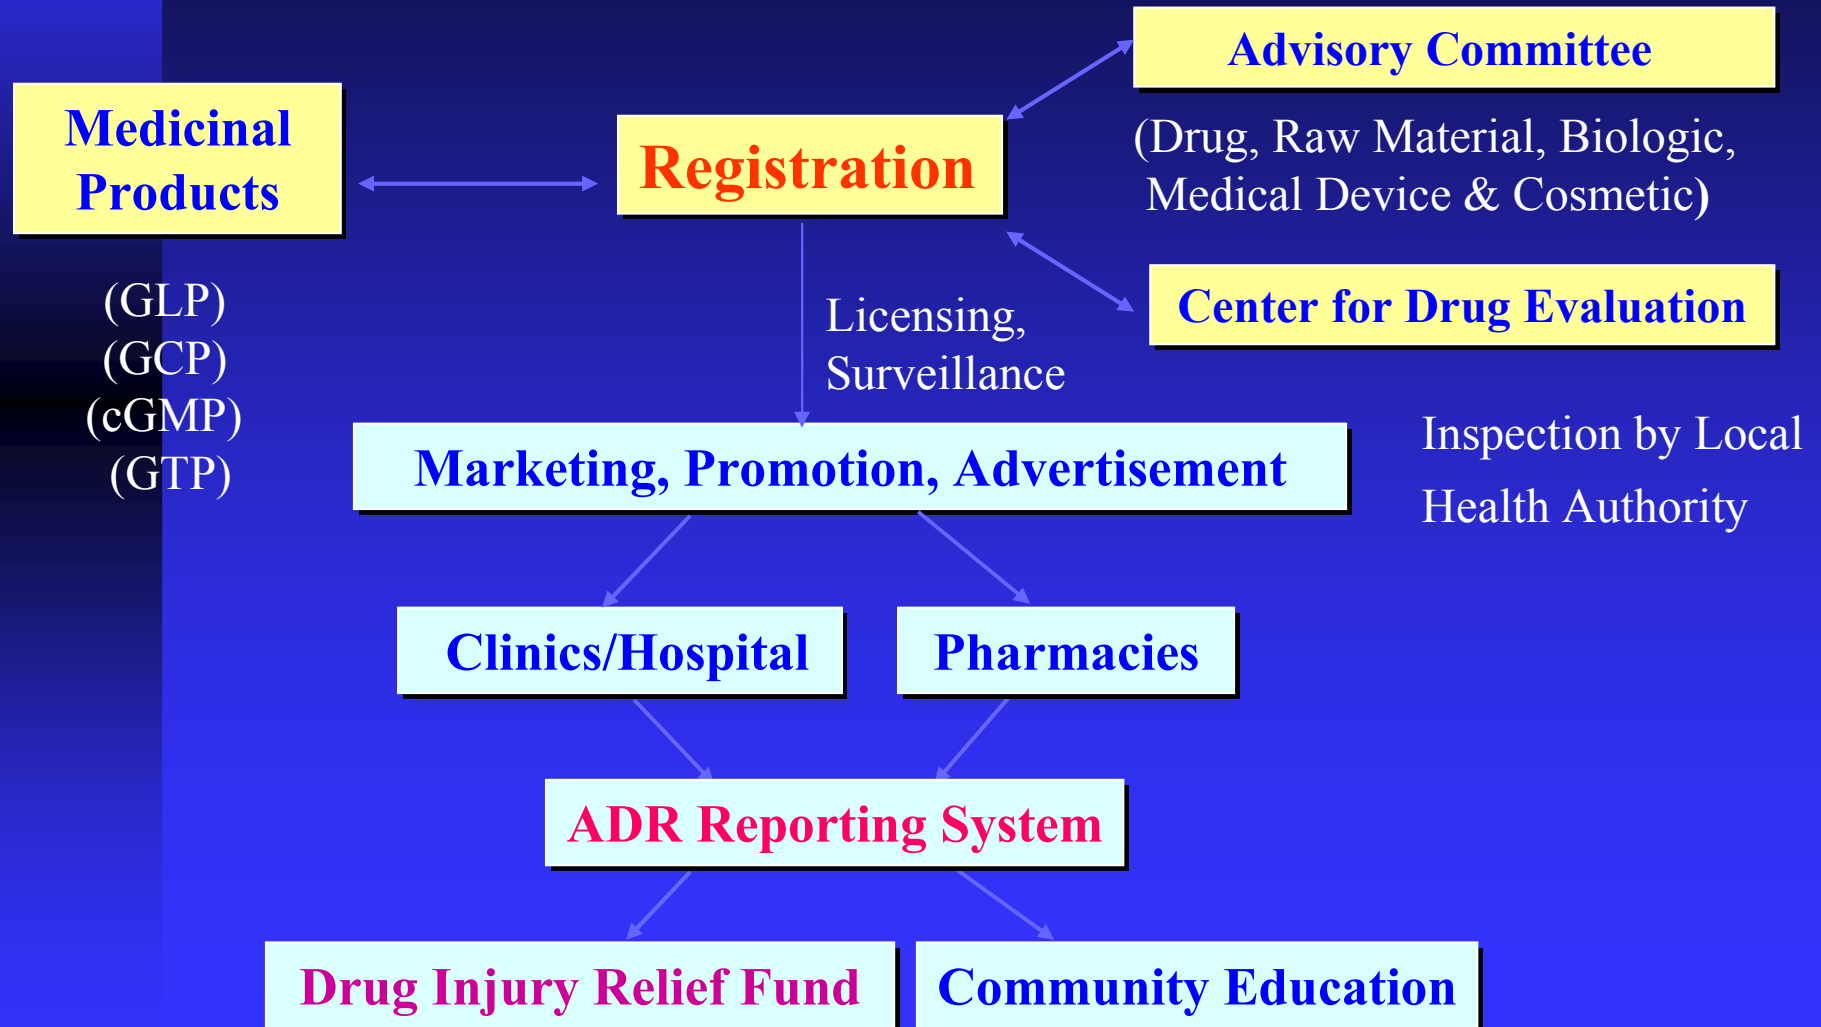 Advisory Committee
Medicinal
Products
Registration
(Drug, Raw Material, Biologic,
Medical Device & Cosmetic)
(GLP)
(GCP)
(cGMP)
(GTP)
Licensing,
Surveillance
Center for Drug Evaluation
Marketing, Promotion, Advertisement
Inspection by Local
Health Authority
Clinics/Hospital
Pharmacies
ADR Reporting System
Drug Injury Relief Fund
Community Education